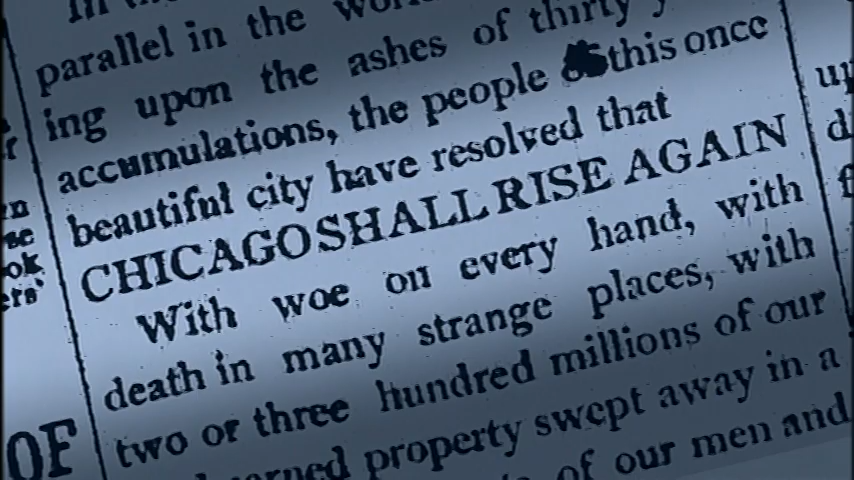 parallel in the
ing upon the ashes of thirty
accumulations, the people of this once
beautiful city have resolved that
CHICAGO SHALL RISE AGAIN
With woe on every hand, with
death in many strange places, with
two or three hundred millions of our
property swept away in a
of our men and
OF